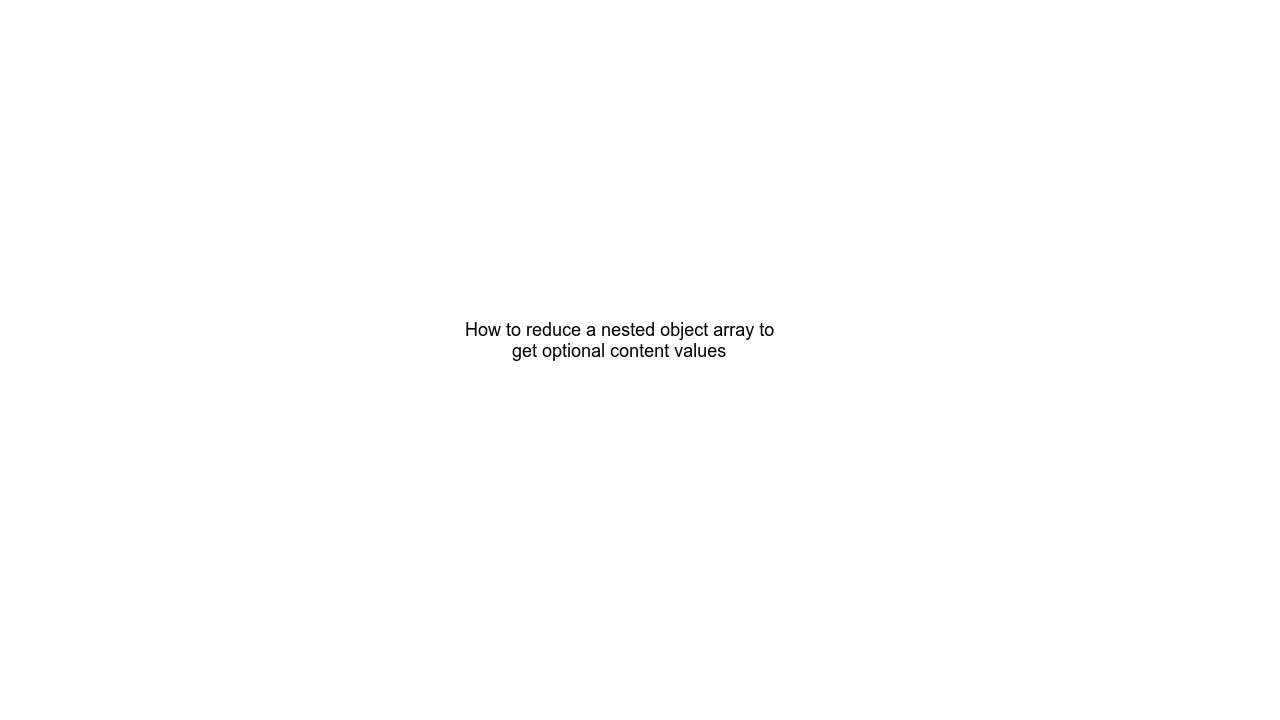 How to reduce a nested object array to
get optional content values